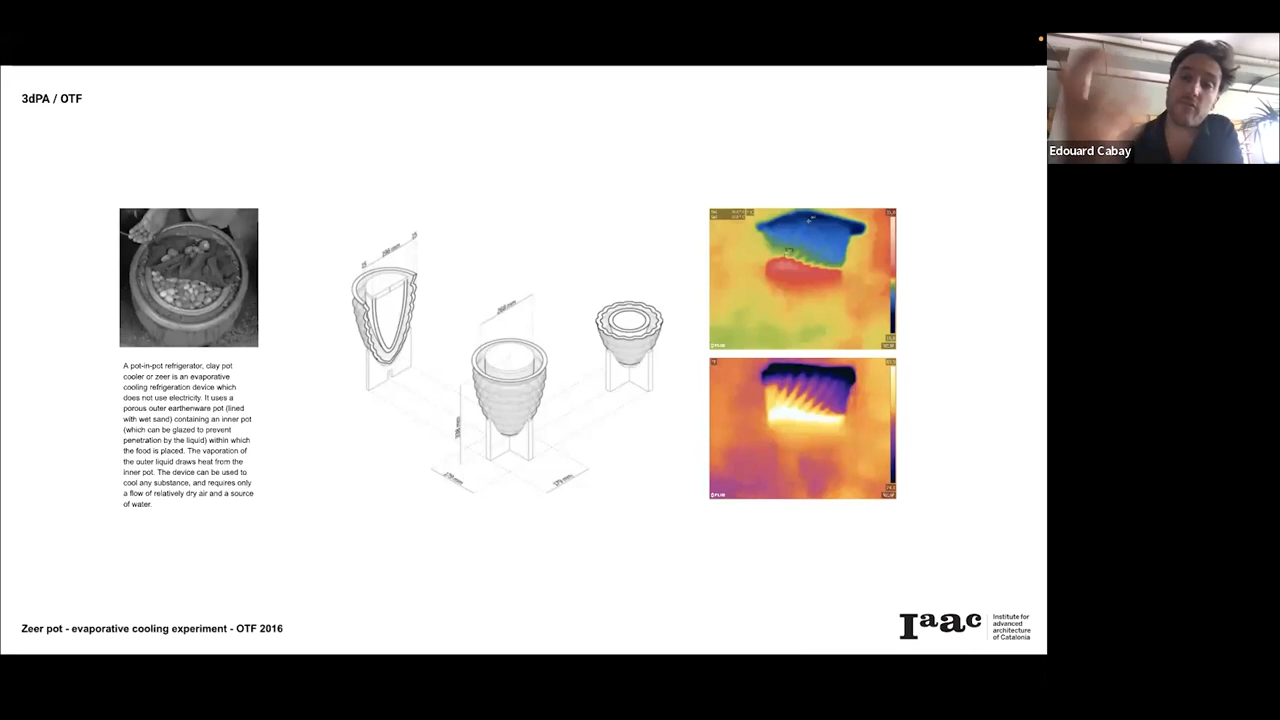 3dPA / OTF
Edouard Cabay
A pot-in-pot refrigerator, clay pot
cooler or zeer is an evaporative
cooling refrigeration device which
does not use electricity. It uses a
porous outer earthenware pot (lined
with wet sand) containing an inner pot
(which can be glazed to prevent
penetration by the liquid) within which
the food is placed. The vaporation of
the outer liquid draws heat from the
inner pot. The device can be used to
cool any substance, and requires only
a flow of relatively dry air and a source
of water.
Zeer pot - evaporative cooling experiment - OTF 2016
Iaac
Institute for
advanced
architecture
of Catalonia